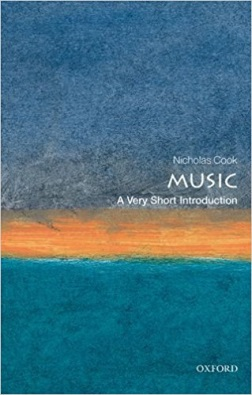 Nicholas Cook
MUSIC
A Very Short Introduction
OXFORD